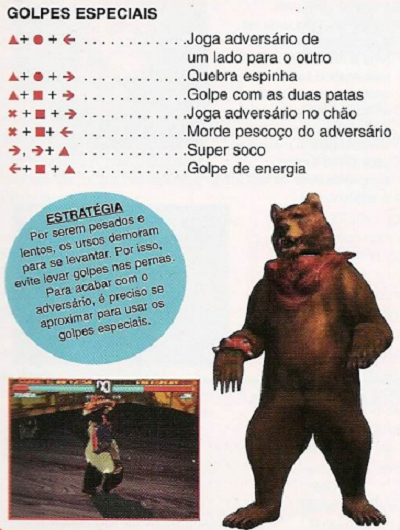 GOLPES ESPECIAIS
▲+●+← ............Joga adversário de
um lado para o outro
▲+●+→ ............Quebra espinha
▲+■+→ ............Golpe com as duas patas
✖+■+→ ............Joga adversário no chão
✖+■+← ............Morde pescoço do adversário
→,→+▲ ............Super soco
←+■+▲ ............Golpe de energia
ESTRATÉGIA
Por serem pesados e
lentos, os ursos demoram
para se levantar. Por isso,
evite levar golpes nas pernas.
Para acabar com o
adversário, é preciso se
aproximar para usar os
golpes especiais.